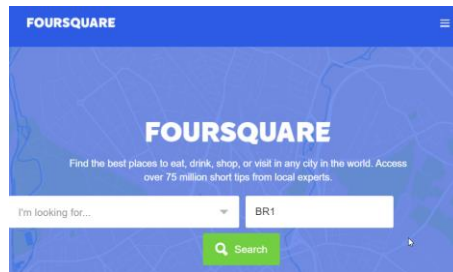 FOURSQUARE
FOURSQUARE
Find the best places to eat, drink, shop, or visit in any city in the world. Access
over 75 million short tips from local experts.
I'm looking for...
BR1
Search